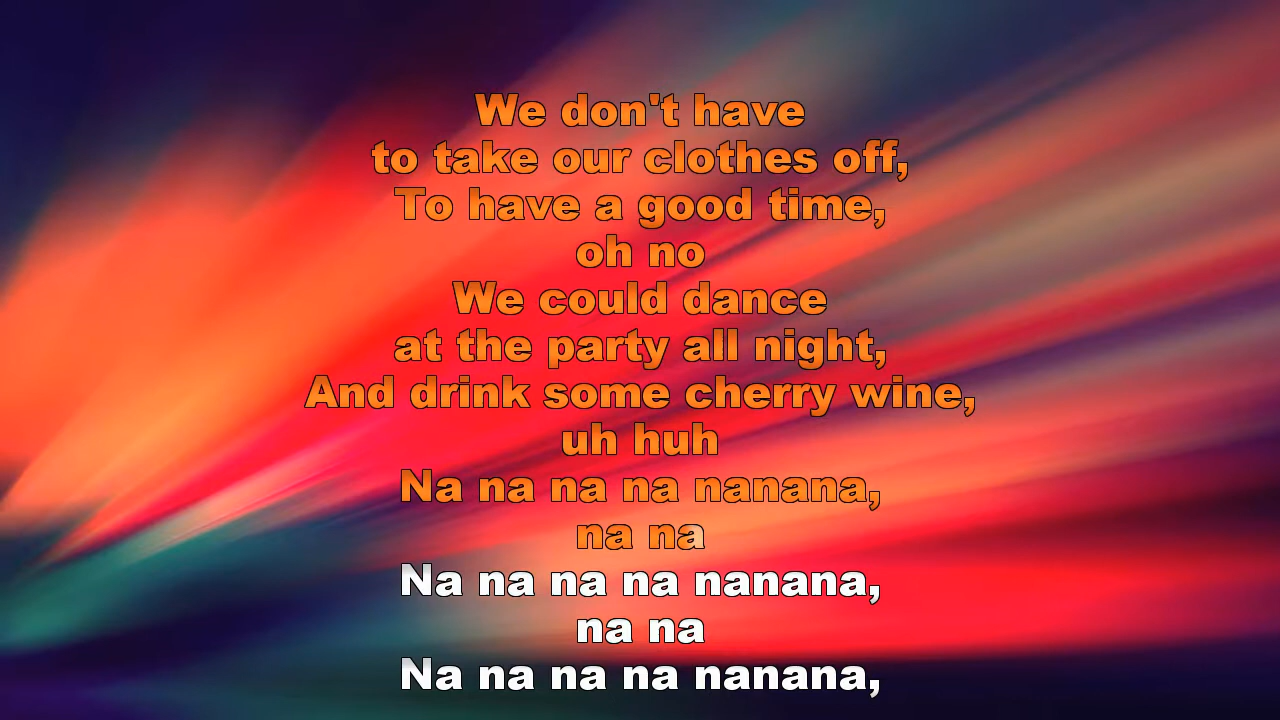 We don't have
to take our clothes off,
To have a good time,
oh no
We could dance
at the party all night,
And drink some cherry wine,
uh huh
Na na na na nanana,
na na
Na na na na nanana,
na na
Na na na na nanana,